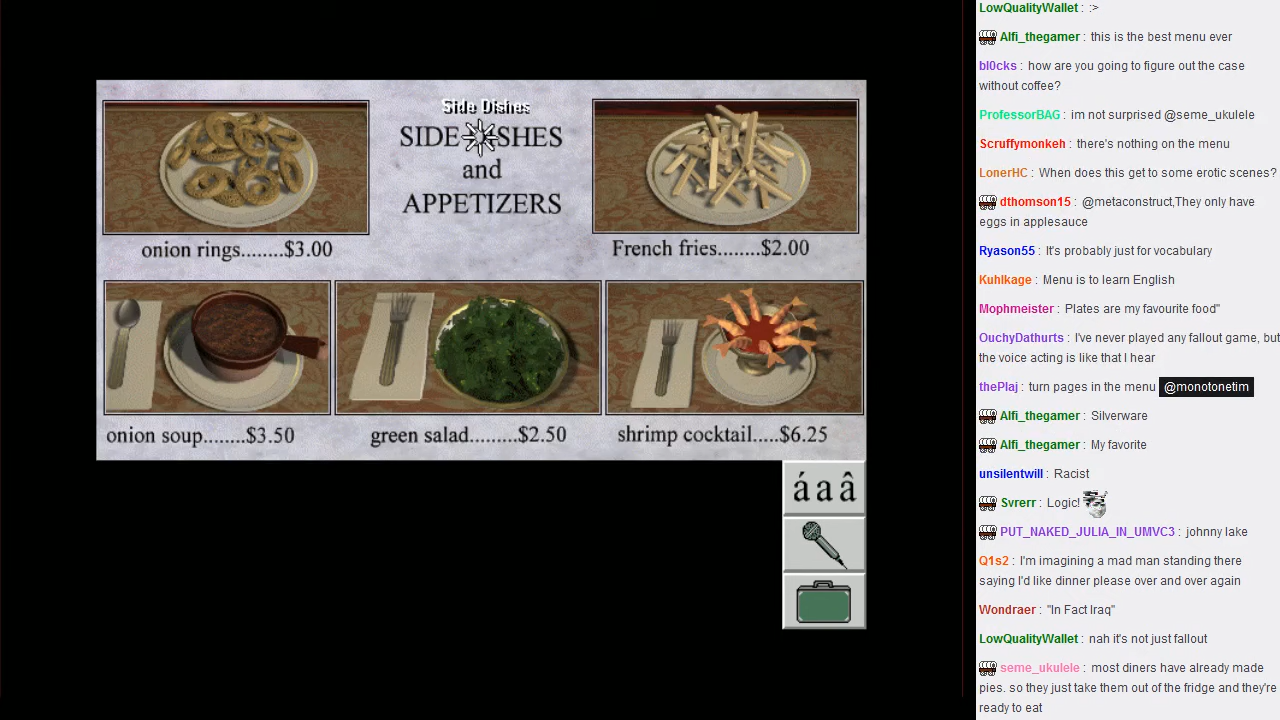 Side Dishes
SIDE DISHES
and
APPETIZERS
onion rings........$3.00
French fries........$2.00
onion soup........$3.50
green salad.........$2.50
shrimp cocktail.....$6.25
á a â
LowQualityWallet : :>
Alfi_thegamer : this is the best menu ever
bl0cks : how are you going to figure out the case
without coffee?
ProfessorBAG : im not surprised @seme_ukulele
Scruffymonkeh : there's nothing on the menu
LonerHC : When does this get to some erotic scenes?
dthomson15 : @metaconstruct,They only have
eggs in applesauce
Ryason55 : It's probably just for vocabulary
Kuhlkage : Menu is to learn English
Mophmeister : Plates are my favourite food"
OuchyDathurts : I've never played any fallout game, but
the voice acting is like that I hear
thePlaj : turn pages in the menu @monotonetim
Alfi_thegamer : Silverware
Alfi_thegamer : My favorite
unsilentwill : Racist
Svrerr : Logic!
PUT_NAKED_JULIA_IN_UMVC3 : johnny lake
Q1s2 : I'm imagining a mad man standing there
saying I'd like dinner please over and over again
Wondraer : "In Fact Iraq"
LowQualityWallet : nah it's not just fallout
seme_ukulele : most diners have already made
pies. so they just take them out of the fridge and they're
ready to eat